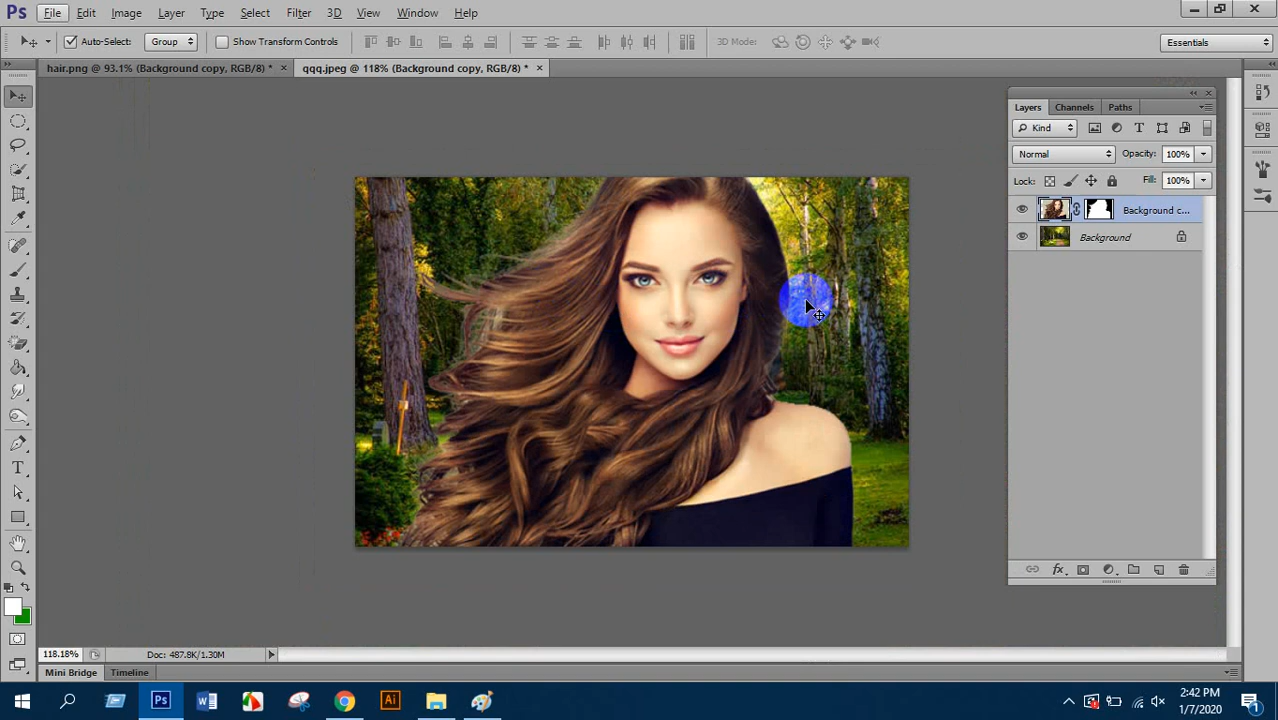 Ps File Edit Image Layer Type Select Filter 3D View Window Help
Auto-Select: Group Show Transform Controls 3D Mode: Essentials
hair.png @ 93.1% (Background copy, RGB/8) * × qqq.jpeg @ 118% (Background copy, RGB/8) * ×
Layers Channels Paths
Kind
Normal Opacity: 100%
Lock: Fill: 100%
Background c...
Background
fx
118.18% Doc: 487.8K/1.30M
Mini Bridge Timeline
2:42 PM
1/7/2020